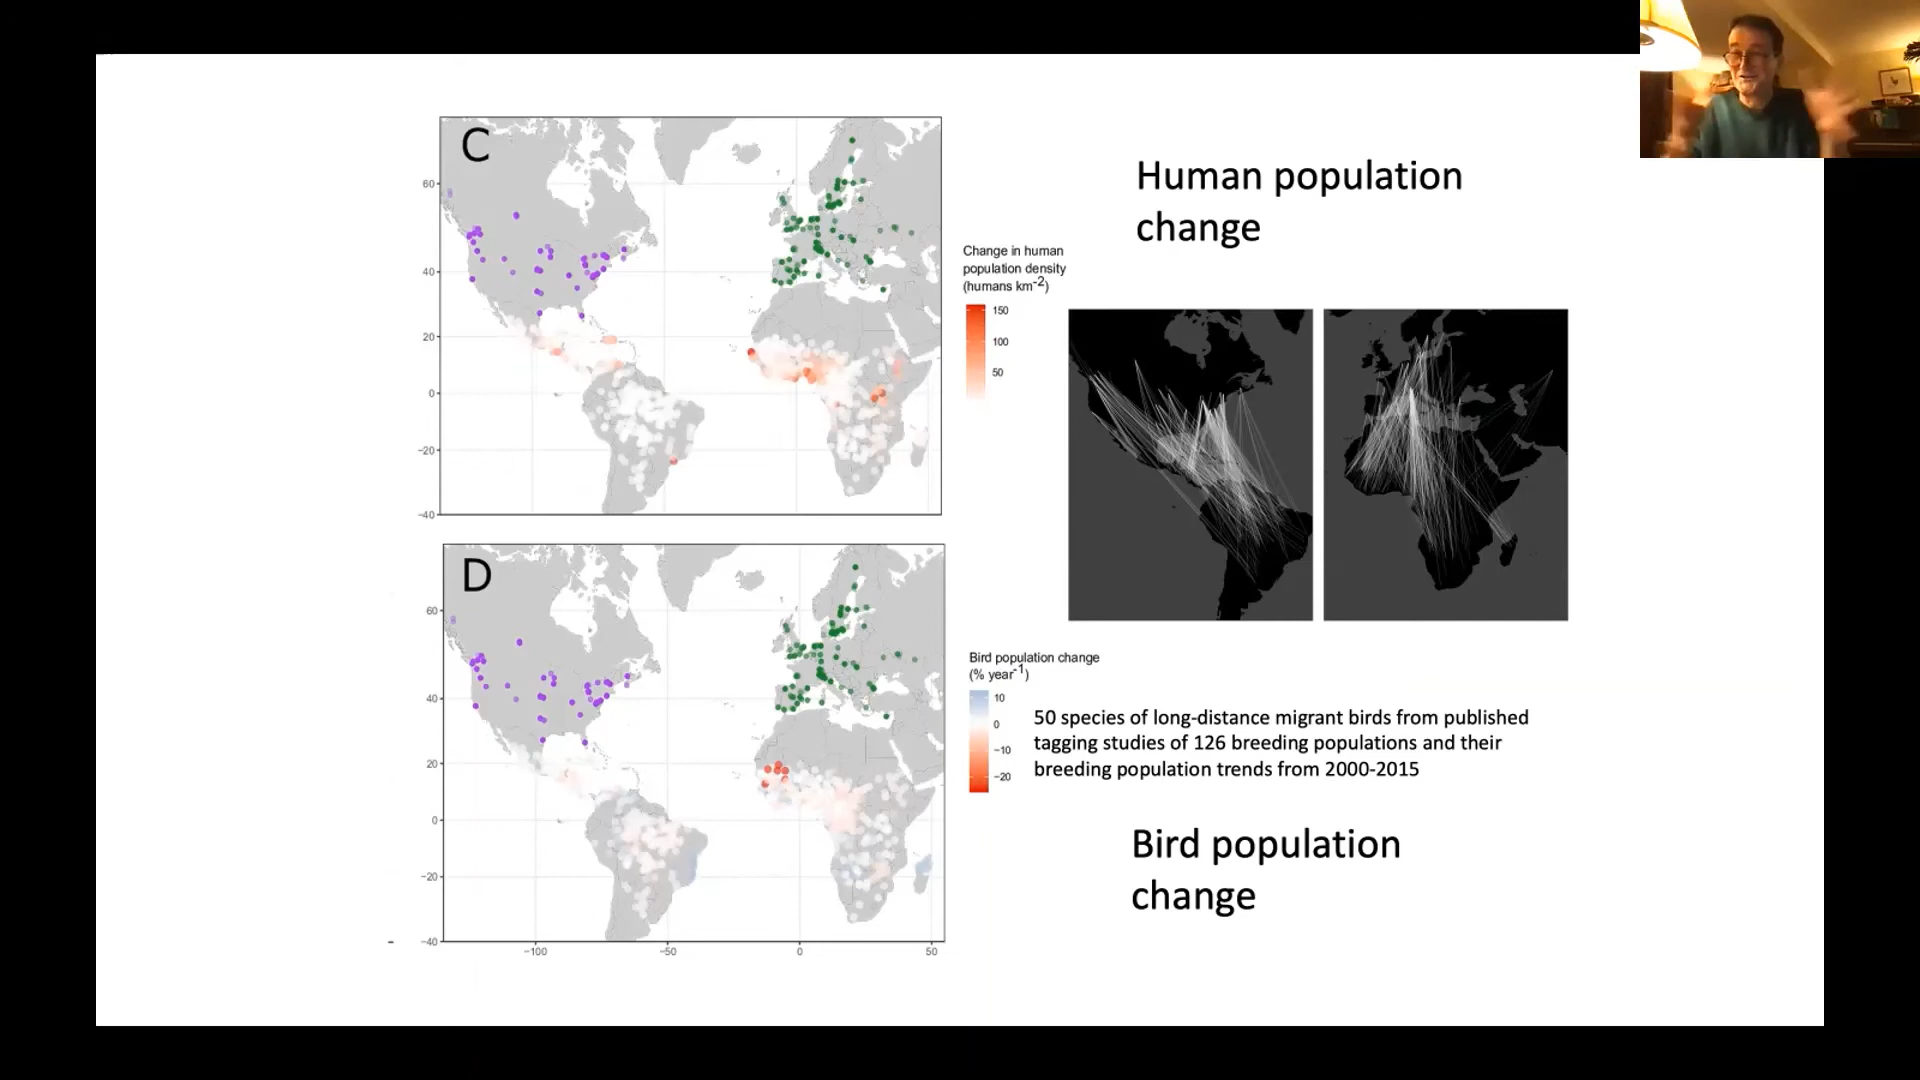 C
60
40
20
0
−20
−40
Human population
change
Change in human
population density
(humans km-2)
150
100
50
D
60
40
20
0
−20
−40
−100
−50
0
50
Bird population change
(% year-1)
10
0
−10
−20
50 species of long-distance migrant birds from published
tagging studies of 126 breeding populations and their
breeding population trends from 2000-2015
Bird population
change